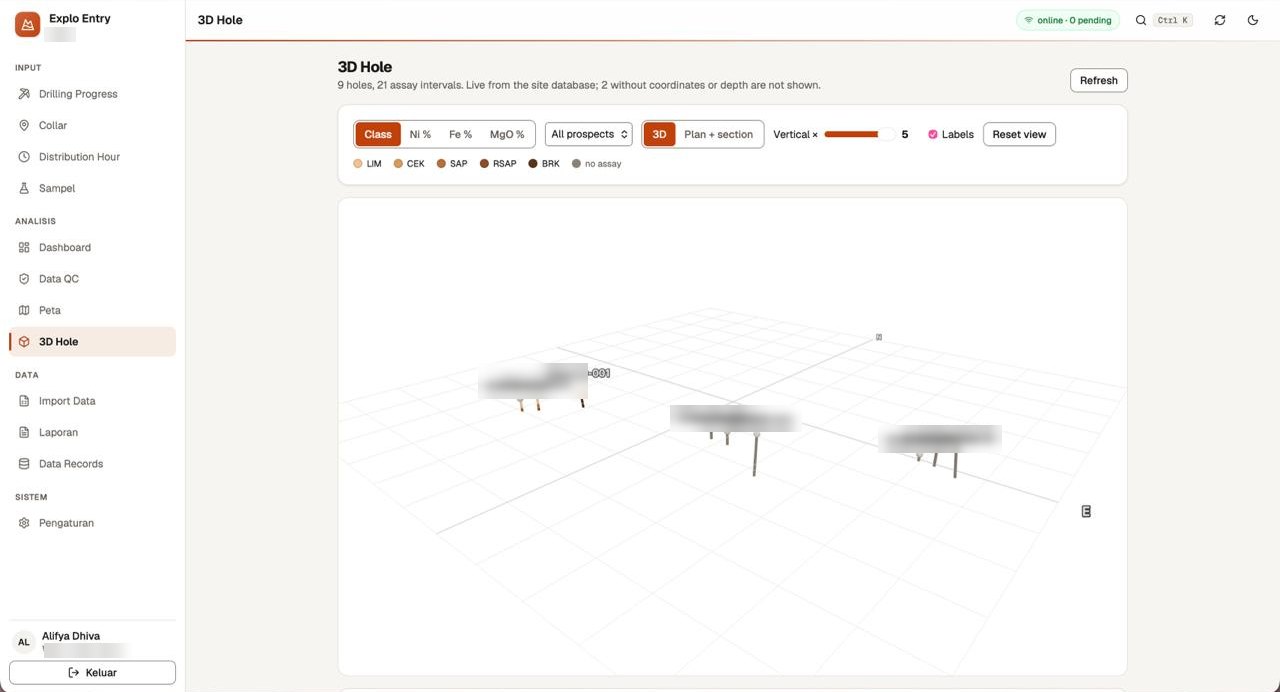 Explo Entry
INPUT
Drilling Progress
Collar
Distribution Hour
Sampel
ANALISIS
Dashboard
Data QC
Peta
3D Hole
DATA
Import Data
Laporan
Data Records
SISTEM
Pengaturan
AL
Alifya Dhiva
Keluar
3D Hole
online · 0 pending
Ctrl K
3D Hole
9 holes, 21 assay intervals. Live from the site database; 2 without coordinates or depth are not shown.
Refresh
Class Ni % Fe % MgO % All prospects 3D Plan + section Vertical × 5 Labels Reset view
LIM CEK SAP RSAP BRK no assay
N
-001
E